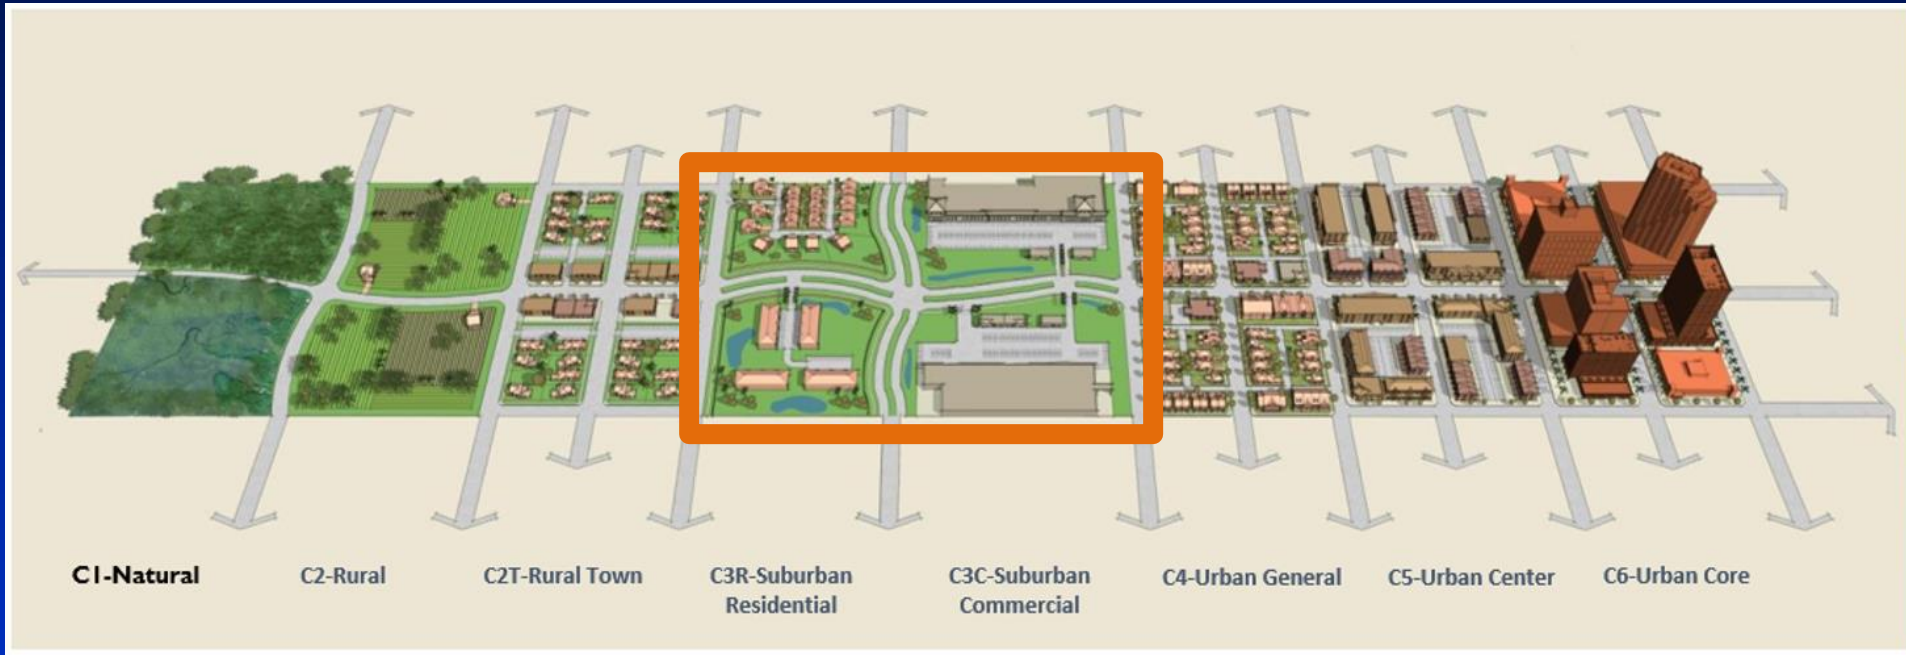 C1-Natural
C2-Rural
C2T-Rural Town
C3R-Suburban
Residential
C3C-Suburban
Commercial
C4-Urban General
C5-Urban Center
C6-Urban Core